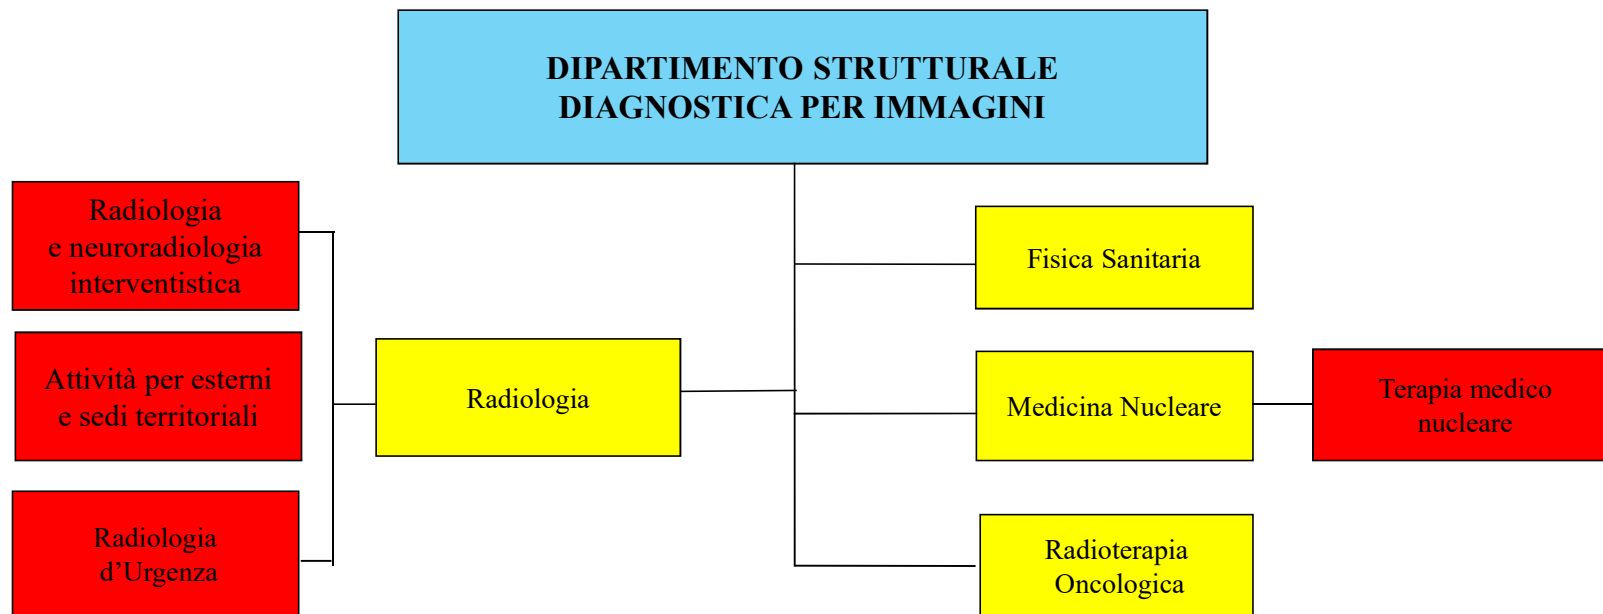 DIPARTIMENTO STRUTTURALE
DIAGNOSTICA PER IMMAGINI
Radiologia
e neuroradiologia
interventistica
Attività per esterni
e sedi territoriali
Radiologia
d’Urgenza
Radiologia
Fisica Sanitaria
Medicina Nucleare
Radioterapia
Oncologica
Terapia medico
nucleare